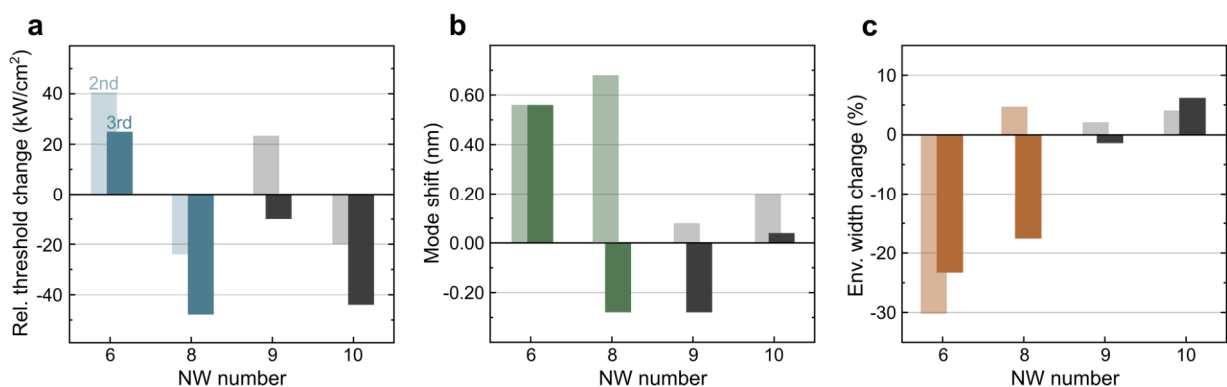 a
Rel. threshold change (kW/cm²)
40
20
0
-20
-40
2nd
3rd
6 8 9 10
NW number
b
Mode shift (nm)
0.60
0.40
0.20
0.00
-0.20
6 8 9 10
NW number
c
Env. width change (%)
10
0
-10
-20
-30
6 8 9 10
NW number